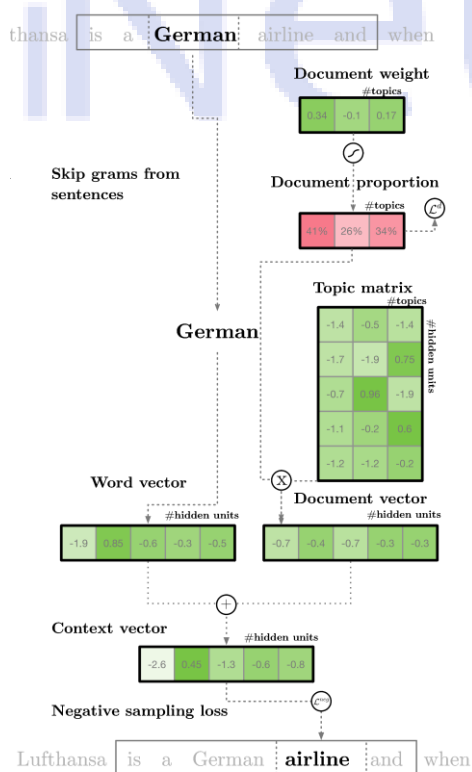 thansa is a German airline and when
Document weight
#topics
0.34 -0.1 0.17
Skip grams from
sentences
Document proportion
#topics
41% 26% 34%
ℒᵈ
Topic matrix
#topics
#hidden units
-1.4 -0.5 -1.4
-1.7 -1.9 0.75
-0.7 0.96 -1.9
-1.1 -0.2 0.6
-1.2 -1.2 -0.2
German
X
Word vector
#hidden units
-1.9 0.85 -0.6 -0.3 -0.5
Document vector
#hidden units
-0.7 -0.4 -0.7 -0.3 -0.3
+
Context vector
#hidden units
-2.6 0.45 -1.3 -0.6 -0.8
Negative sampling loss
ℒⁿᵉᵍ
Lufthansa is a German airline and when